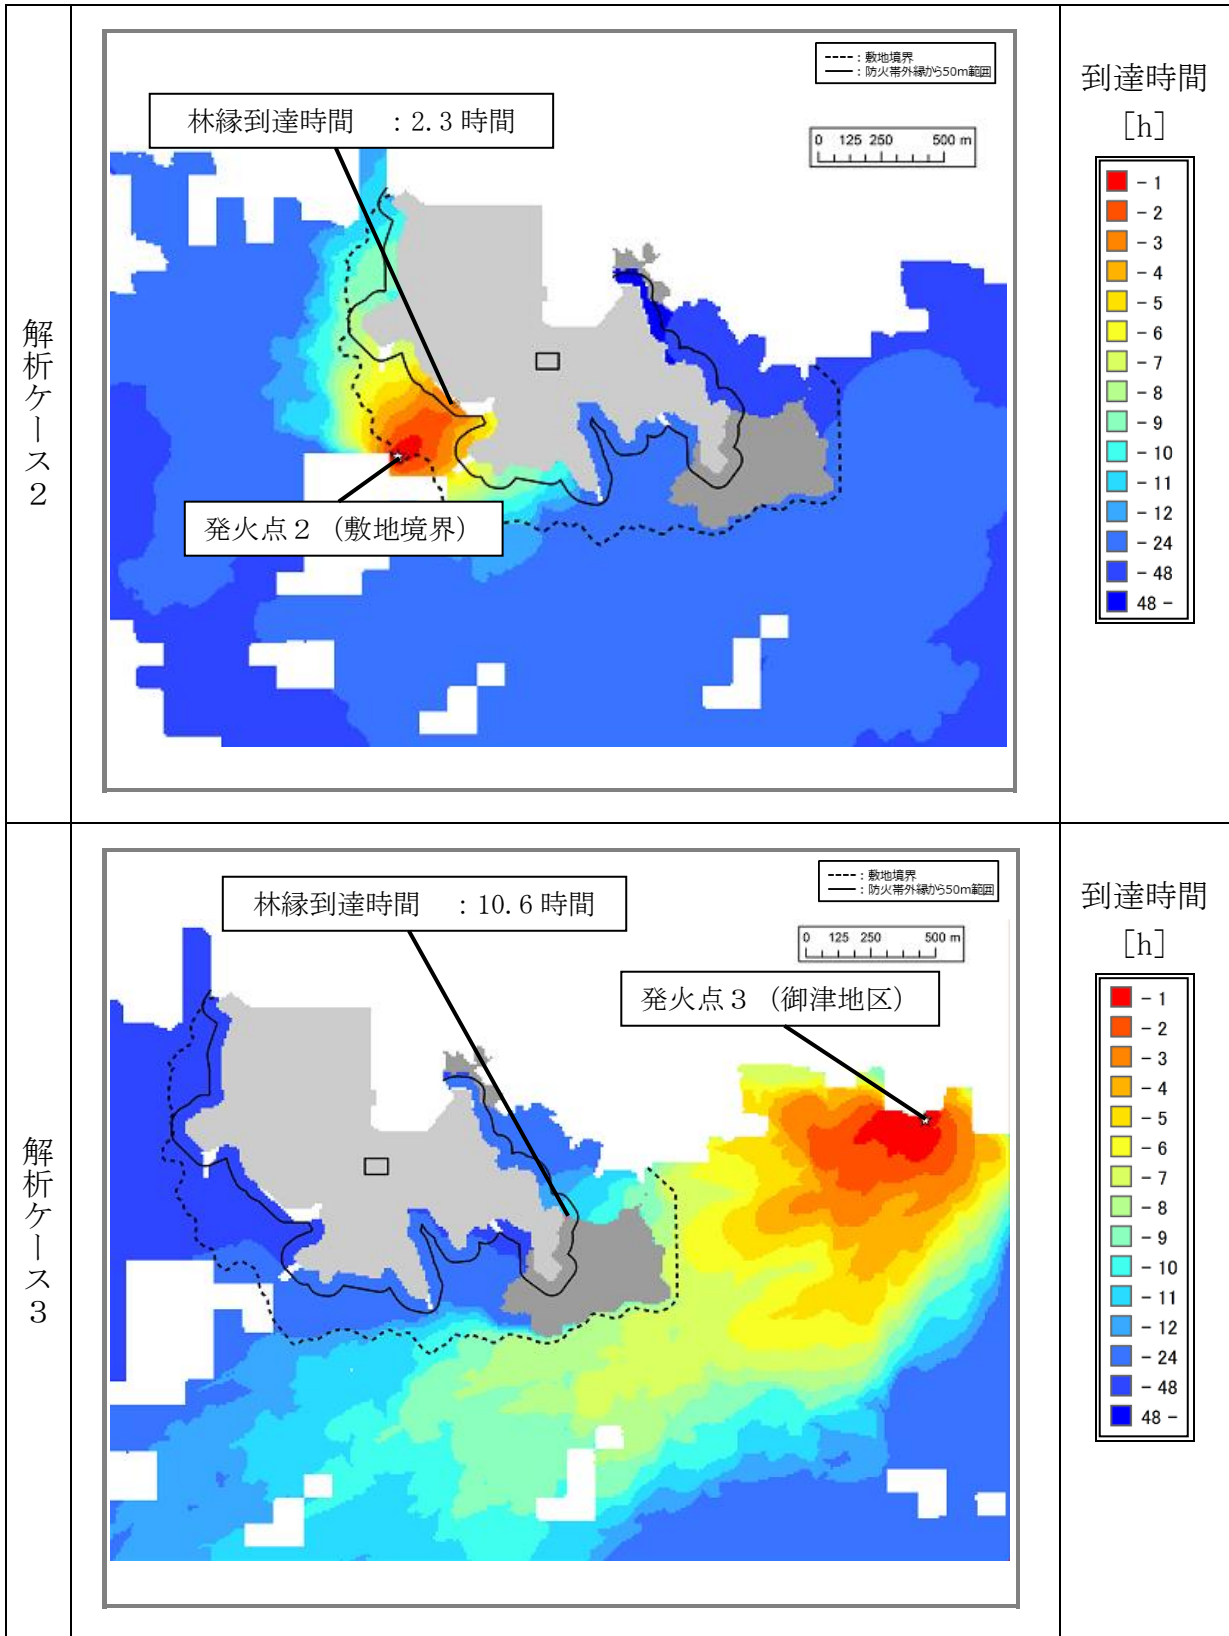 解析ケース２
----：敷地境界
――：防火帯外縁から50m範囲
林縁到達時間　：2.3 時間
0 125 250 500 m
発火点２（敷地境界）
到達時間
[h]
- 1
- 2
- 3
- 4
- 5
- 6
- 7
- 8
- 9
- 10
- 11
- 12
- 24
- 48
48 -
解析ケース３
----：敷地境界
――：防火帯外縁から50m範囲
林縁到達時間　：10.6 時間
0 125 250 500 m
発火点３（御津地区）
到達時間
[h]
- 1
- 2
- 3
- 4
- 5
- 6
- 7
- 8
- 9
- 10
- 11
- 12
- 24
- 48
48 -